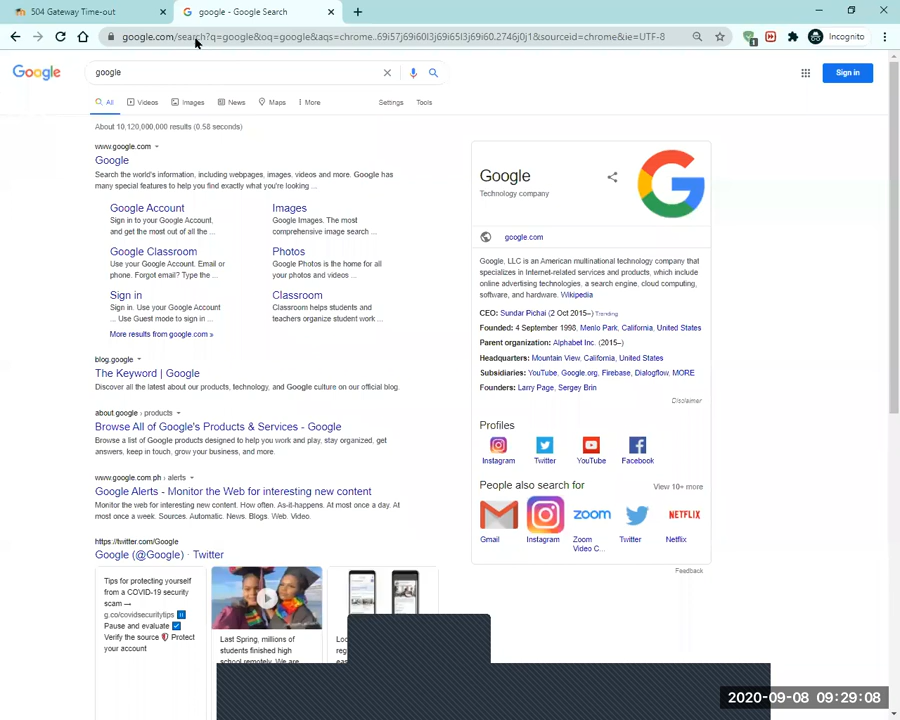 504 Gateway Time-out
google - Google Search
google.com/search?q=google&oq=google&aqs=chrome..69i57j69i60l3j69i65l3j69i60.2746j0j1&sourceid=chrome&ie=UTF-8
1
Incognito
Google
google
Sign in
All
Videos
Images
News
Maps
More
Settings
Tools
About 10,120,000,000 results (0.58 seconds)
www.google.com
Google
Search the world's information, including webpages, images, videos and more. Google has
many special features to help you find exactly what you're looking ...
Google Account
Sign in to your Google Account,
and get the most out of all the ...
Images
Google Images. The most
comprehensive image search ...
Google Classroom
Use your Google Account. Email or
phone. Forgot email? Type the ...
Photos
Google Photos is the home for all
your photos and videos ...
Sign in
Sign in. Use your Google Account
... Use Guest mode to sign in ...
Classroom
Classroom helps students and
teachers organize student work ...
More results from google.com »
blog.google
The Keyword | Google
Discover all the latest about our products, technology, and Google culture on our official blog.
about.google › products
Browse All of Google's Products & Services - Google
Browse a list of Google products designed to help you work and play, stay organized, get
answers, keep in touch, grow your business, and more.
www.google.com.ph › alerts
Google Alerts - Monitor the Web for interesting new content
Monitor the web for interesting new content. How often. As-it-happens. At most once a day. At
most once a week. Sources. Automatic. News. Blogs. Web. Video.
https://twitter.com/Google
Google (@Google) · Twitter
Tips for protecting yourself
from a COVID-19 security
scam →
g.co/covidsecuritytips
Pause and evaluate
Verify the source Protect
your account
Last Spring, millions of
students finished high
school remotely. We are
Google
Technology company
google.com
Google, LLC is an American multinational technology company that
specializes in Internet-related services and products, which include
online advertising technologies, a search engine, cloud computing,
software, and hardware. Wikipedia
CEO: Sundar Pichai (2 Oct 2015–) Trending
Founded: 4 September 1998, Menlo Park, California, United States
Parent organization: Alphabet Inc. (2015–)
Headquarters: Mountain View, California, United States
Subsidiaries: YouTube, Google.org, Firebase, Dialogflow, MORE
Founders: Larry Page, Sergey Brin
Disclaimer
Profiles
Instagram
Twitter
YouTube
Facebook
People also search for
View 10+ more
zoom
NETFLIX
Gmail
Instagram
Zoom
Video C...
Twitter
Netflix
Feedback
2020-09-08 09:29:08